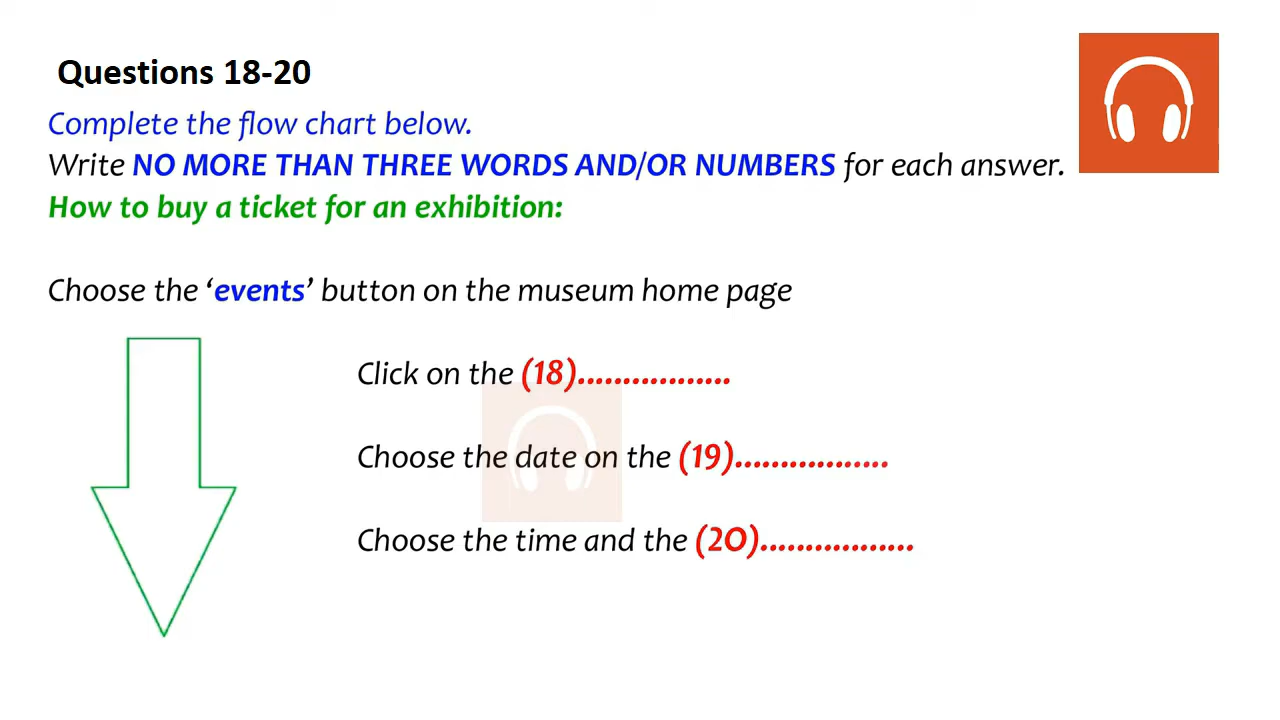 Questions 18-20
Complete the flow chart below.
Write NO MORE THAN THREE WORDS AND/OR NUMBERS for each answer.
How to buy a ticket for an exhibition:
Choose the ‘events’ button on the museum home page
Click on the (18).................
Choose the date on the (19).................
Choose the time and the (20).................